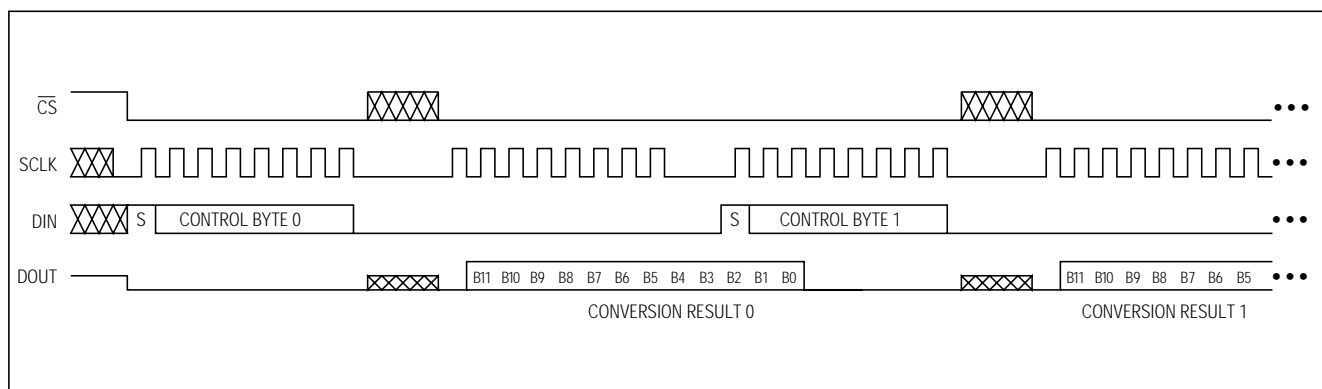 CS
•••
SCLK
•••
DIN
S CONTROL BYTE 0
S CONTROL BYTE 1
•••
DOUT
B11 B10 B9 B8 B7 B6 B5 B4 B3 B2 B1 B0
B11 B10 B9 B8 B7 B6 B5
•••
CONVERSION RESULT 0
CONVERSION RESULT 1